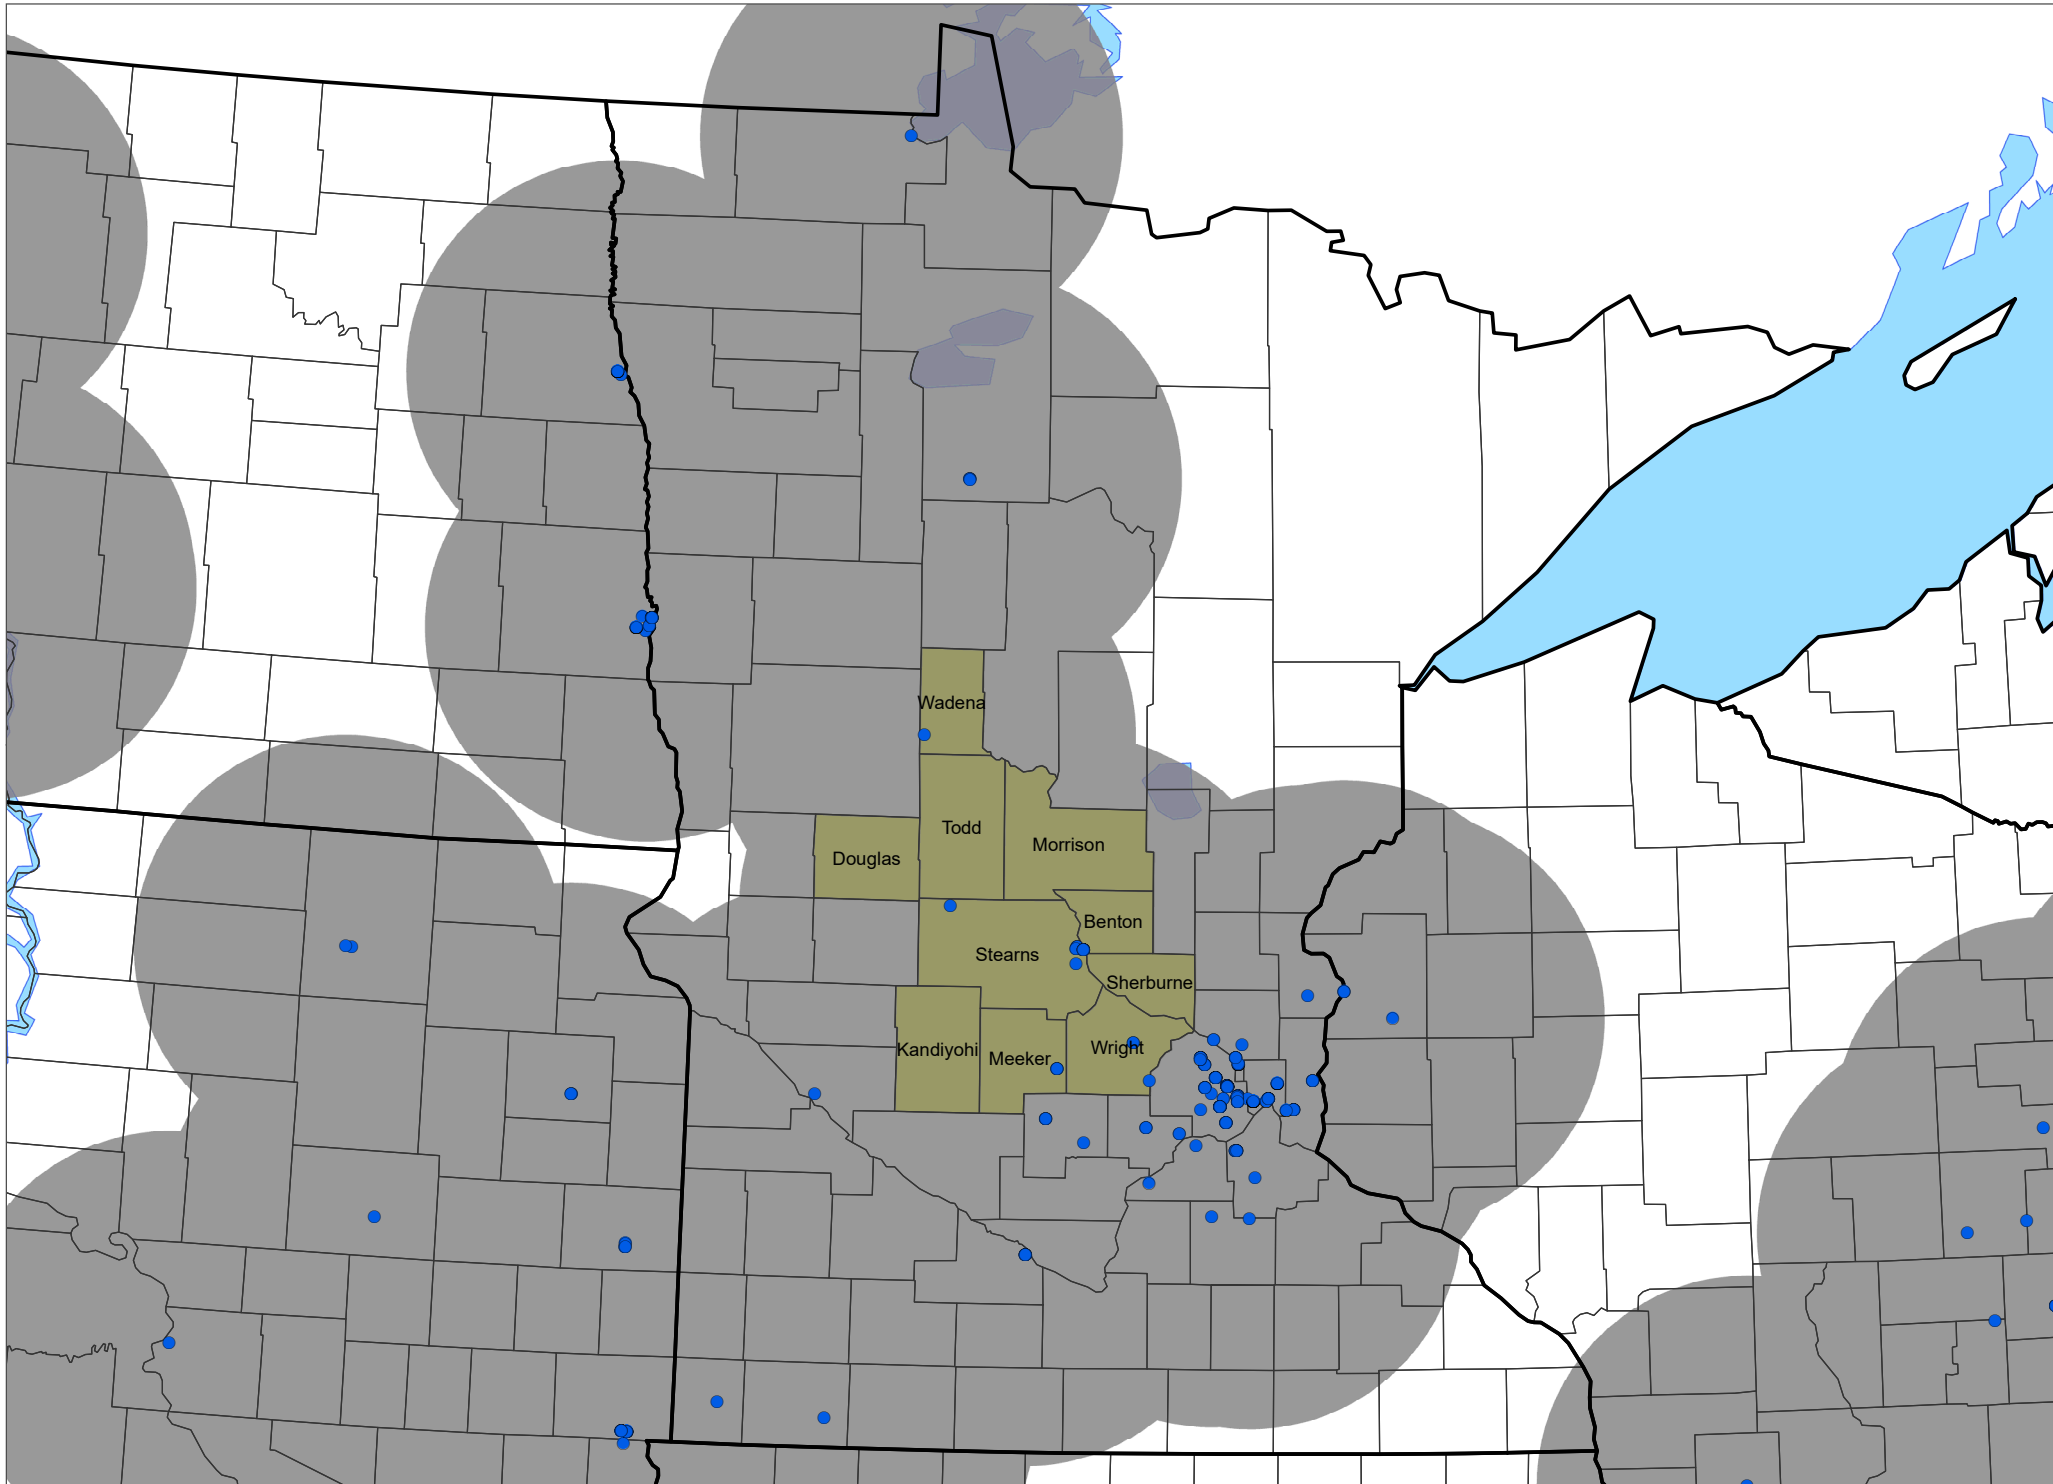 Wadena
Todd
Morrison
Douglas
Benton
Stearns
Sherburne
Kandiyohi
Meeker
Wright